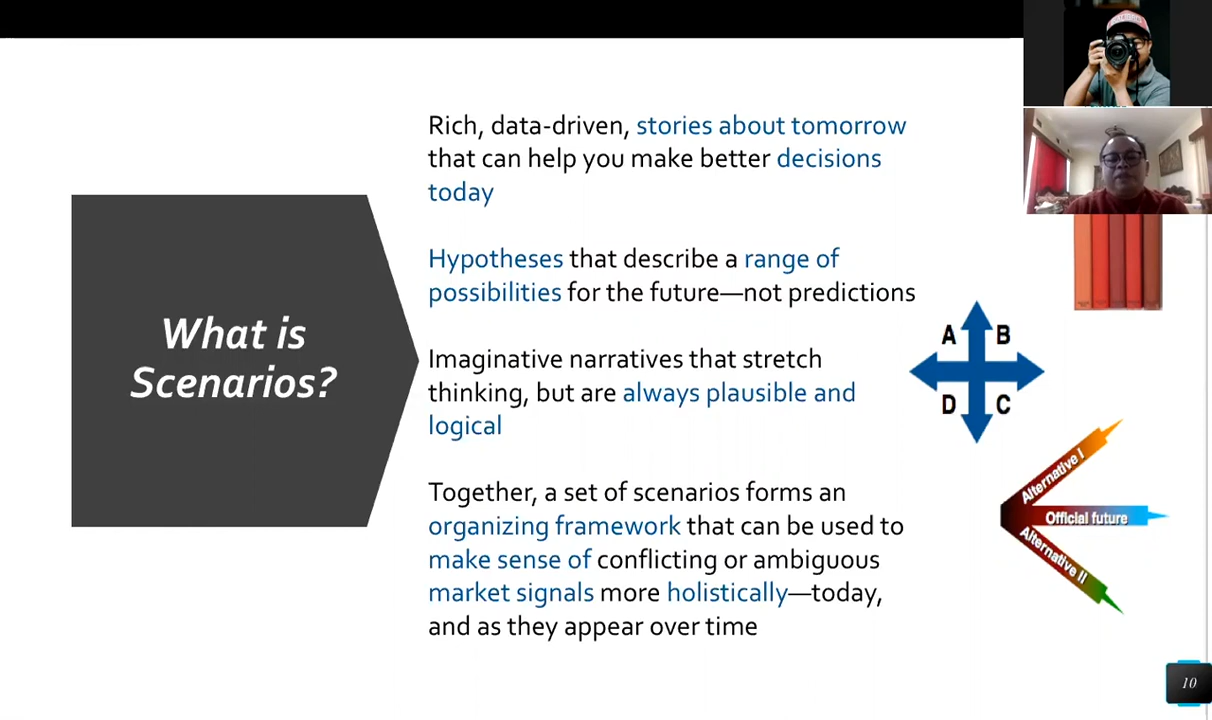 What is
Scenarios?
Rich, data-driven, stories about tomorrow
that can help you make better decisions
today
Hypotheses that describe a range of
possibilities for the future—not predictions
Imaginative narratives that stretch
thinking, but are always plausible and
logical
Together, a set of scenarios forms an
organizing framework that can be used to
make sense of conflicting or ambiguous
market signals more holistically—today,
and as they appear over time
A B
D C
Alternative I
Official future
Alternative II
10